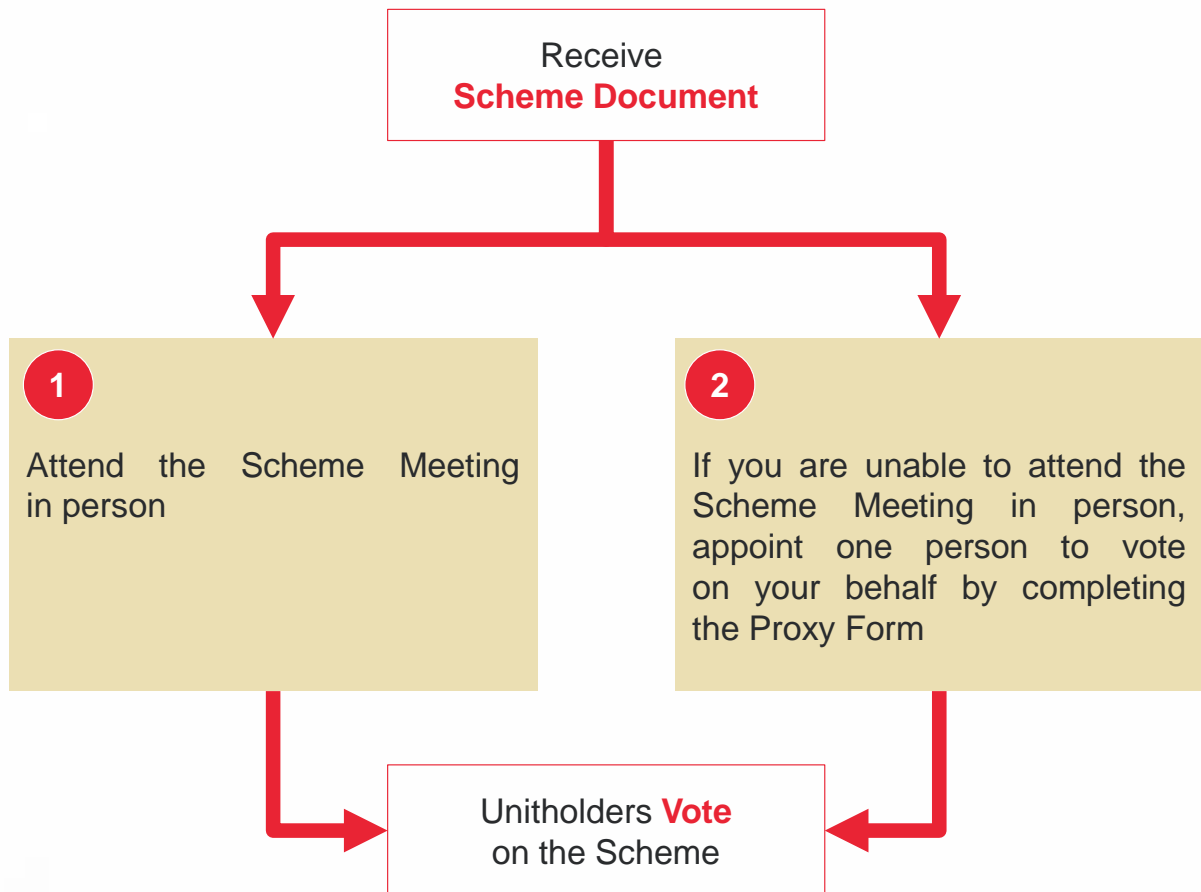 Receive
Scheme Document
1
Attend the Scheme Meeting
in person
2
If you are unable to attend the
Scheme Meeting in person,
appoint one person to vote
on your behalf by completing
the Proxy Form
Unitholders Vote
on the Scheme